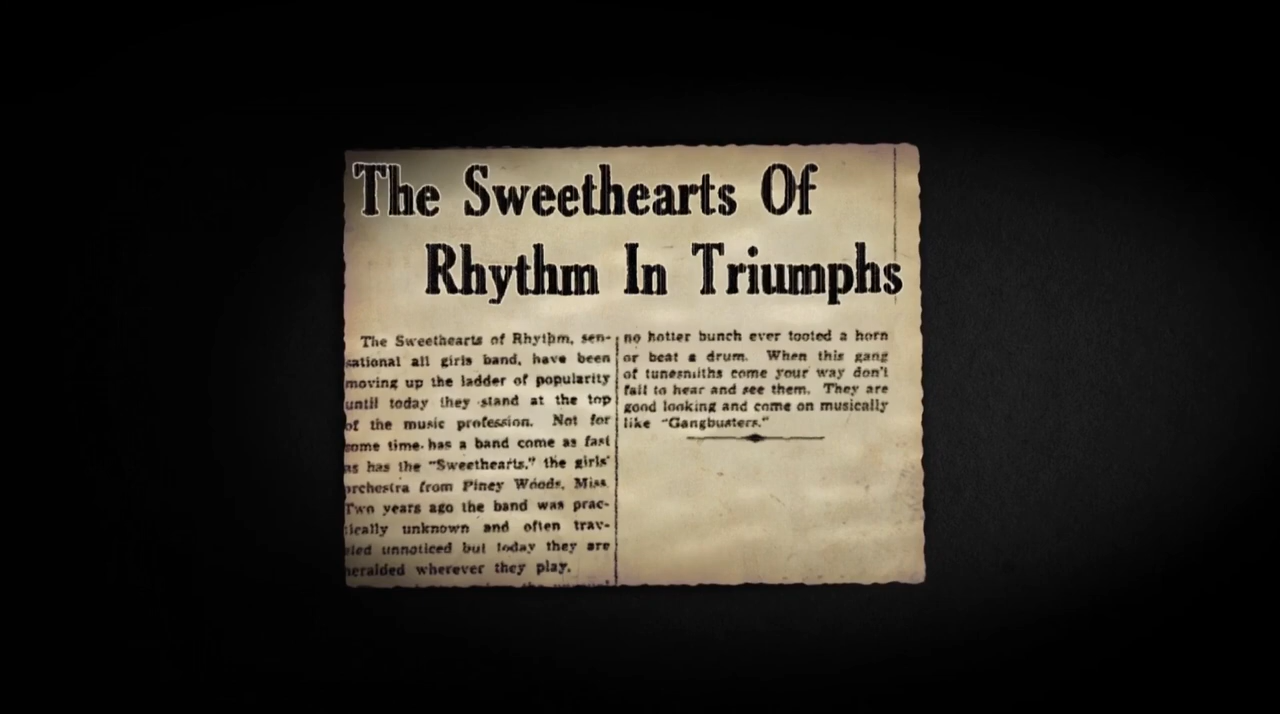 The Sweethearts Of
Rhythm In Triumphs
The Sweethearts of Rhythm, sen-
sational all girls band, have been
moving up the ladder of popularity
until today they stand at the top
of the music profession. Not for
some time has a band come as fast
as has the "Sweethearts," the girls'
orchestra from Piney Woods, Miss.
Two years ago the band was prac-
tically unknown and often trav-
eled unnoticed but today they are
heralded wherever they play.
no hotter bunch ever tooted a horn
or beat a drum. When this gang
of tunesmiths come your way don't
fail to hear and see them. They are
good looking and come on musically
like "Gangbusters."